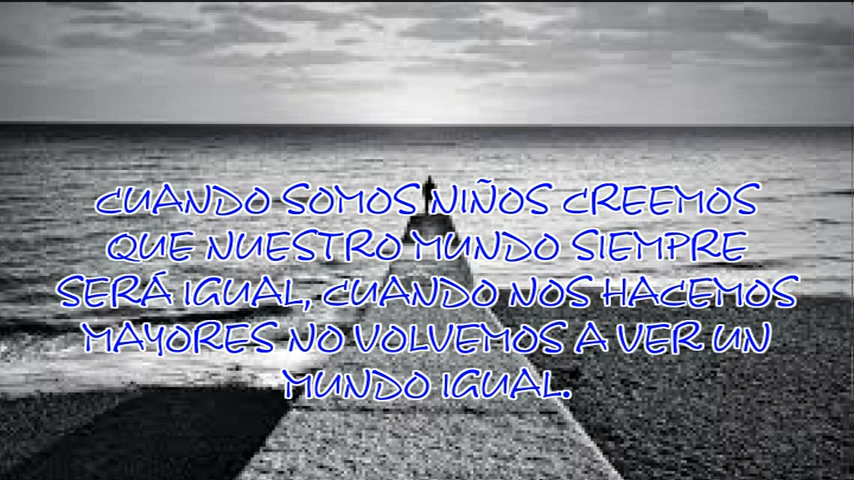 CUANDO SOMOS NIÑOS CREEMOS
QUE NUESTRO MUNDO SIEMPRE
SERÁ IGUAL, CUANDO NOS HACEMOS
MAYORES NO VOLVEMOS A VER UN
MUNDO IGUAL.